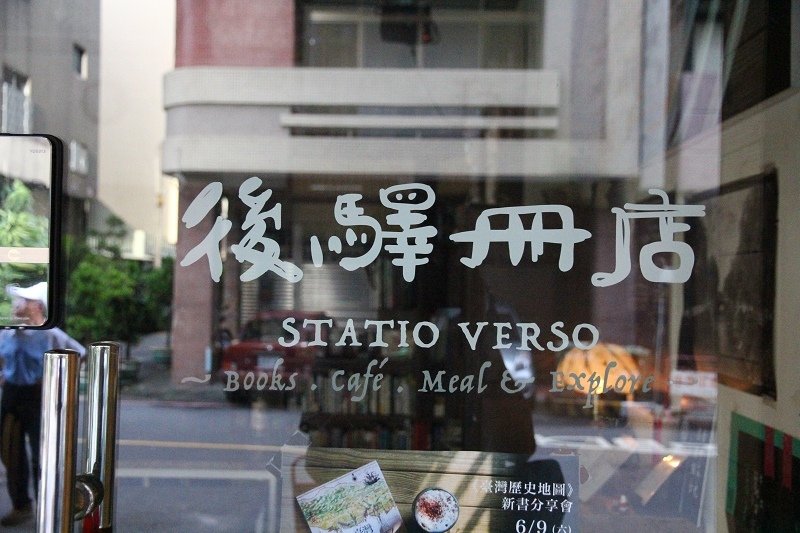 後驛冊店
STATIO VERSO
~ Books . Café . Meal & Explore
《臺灣歷史地圖》
新書分享會
6/9 (六)